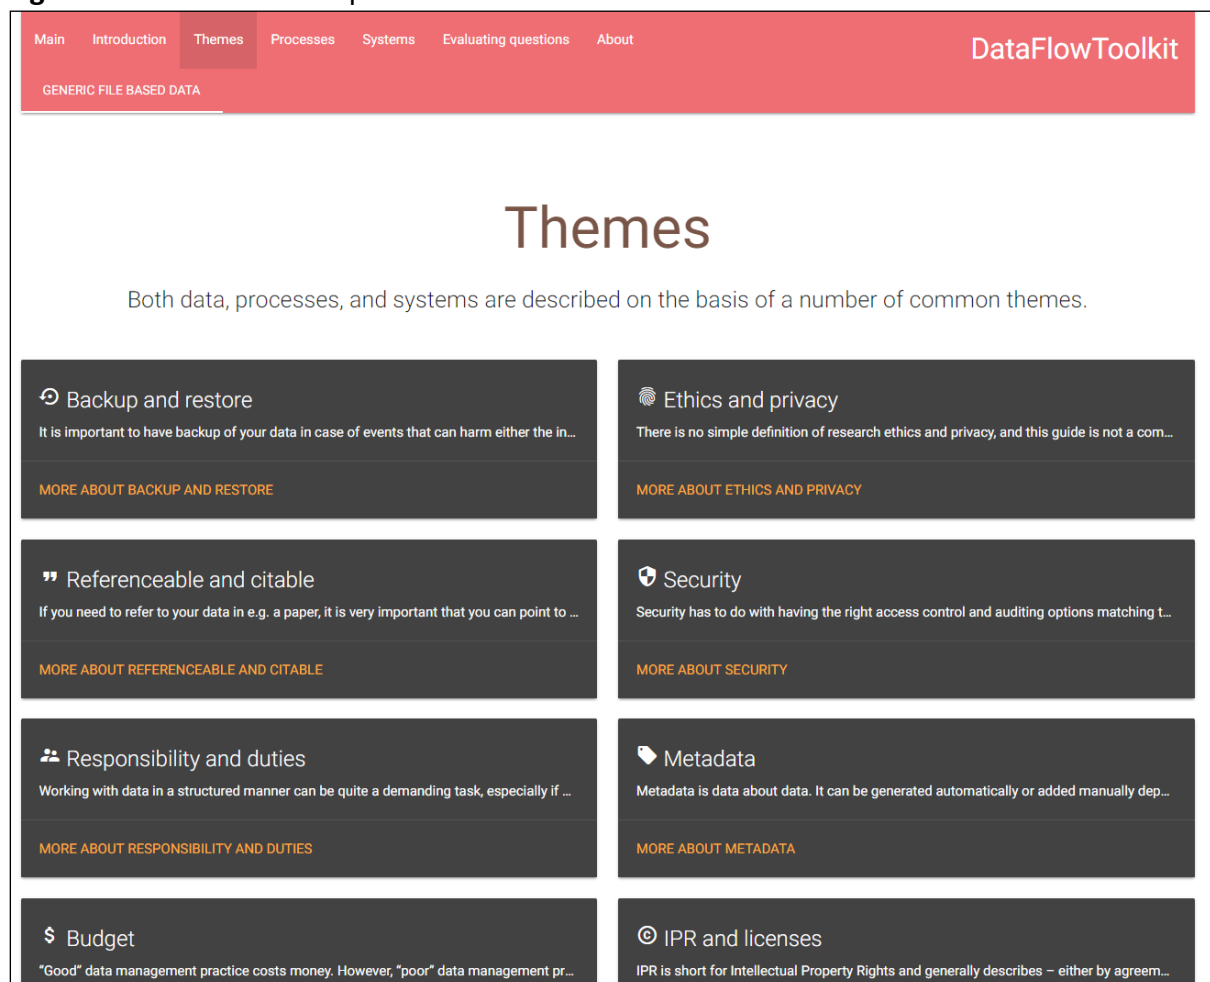 Main Introduction Themes Processes Systems Evaluating questions About
DataFlowToolkit
GENERIC FILE BASED DATA
Themes
Both data, processes, and systems are described on the basis of a number of common themes.
Backup and restore
It is important to have backup of your data in case of events that can harm either the in...
MORE ABOUT BACKUP AND RESTORE
Ethics and privacy
There is no simple definition of research ethics and privacy, and this guide is not a com...
MORE ABOUT ETHICS AND PRIVACY
Referenceable and citable
If you need to refer to your data in e.g. a paper, it is very important that you can point to ...
MORE ABOUT REFERENCEABLE AND CITABLE
Security
Security has to do with having the right access control and auditing options matching t...
MORE ABOUT SECURITY
Responsibility and duties
Working with data in a structured manner can be quite a demanding task, especially if ...
MORE ABOUT RESPONSIBILITY AND DUTIES
Metadata
Metadata is data about data. It can be generated automatically or added manually dep...
MORE ABOUT METADATA
$ Budget
“Good” data management practice costs money. However, “poor” data management pr...
© IPR and licenses
IPR is short for Intellectual Property Rights and generally describes – either by agreem...